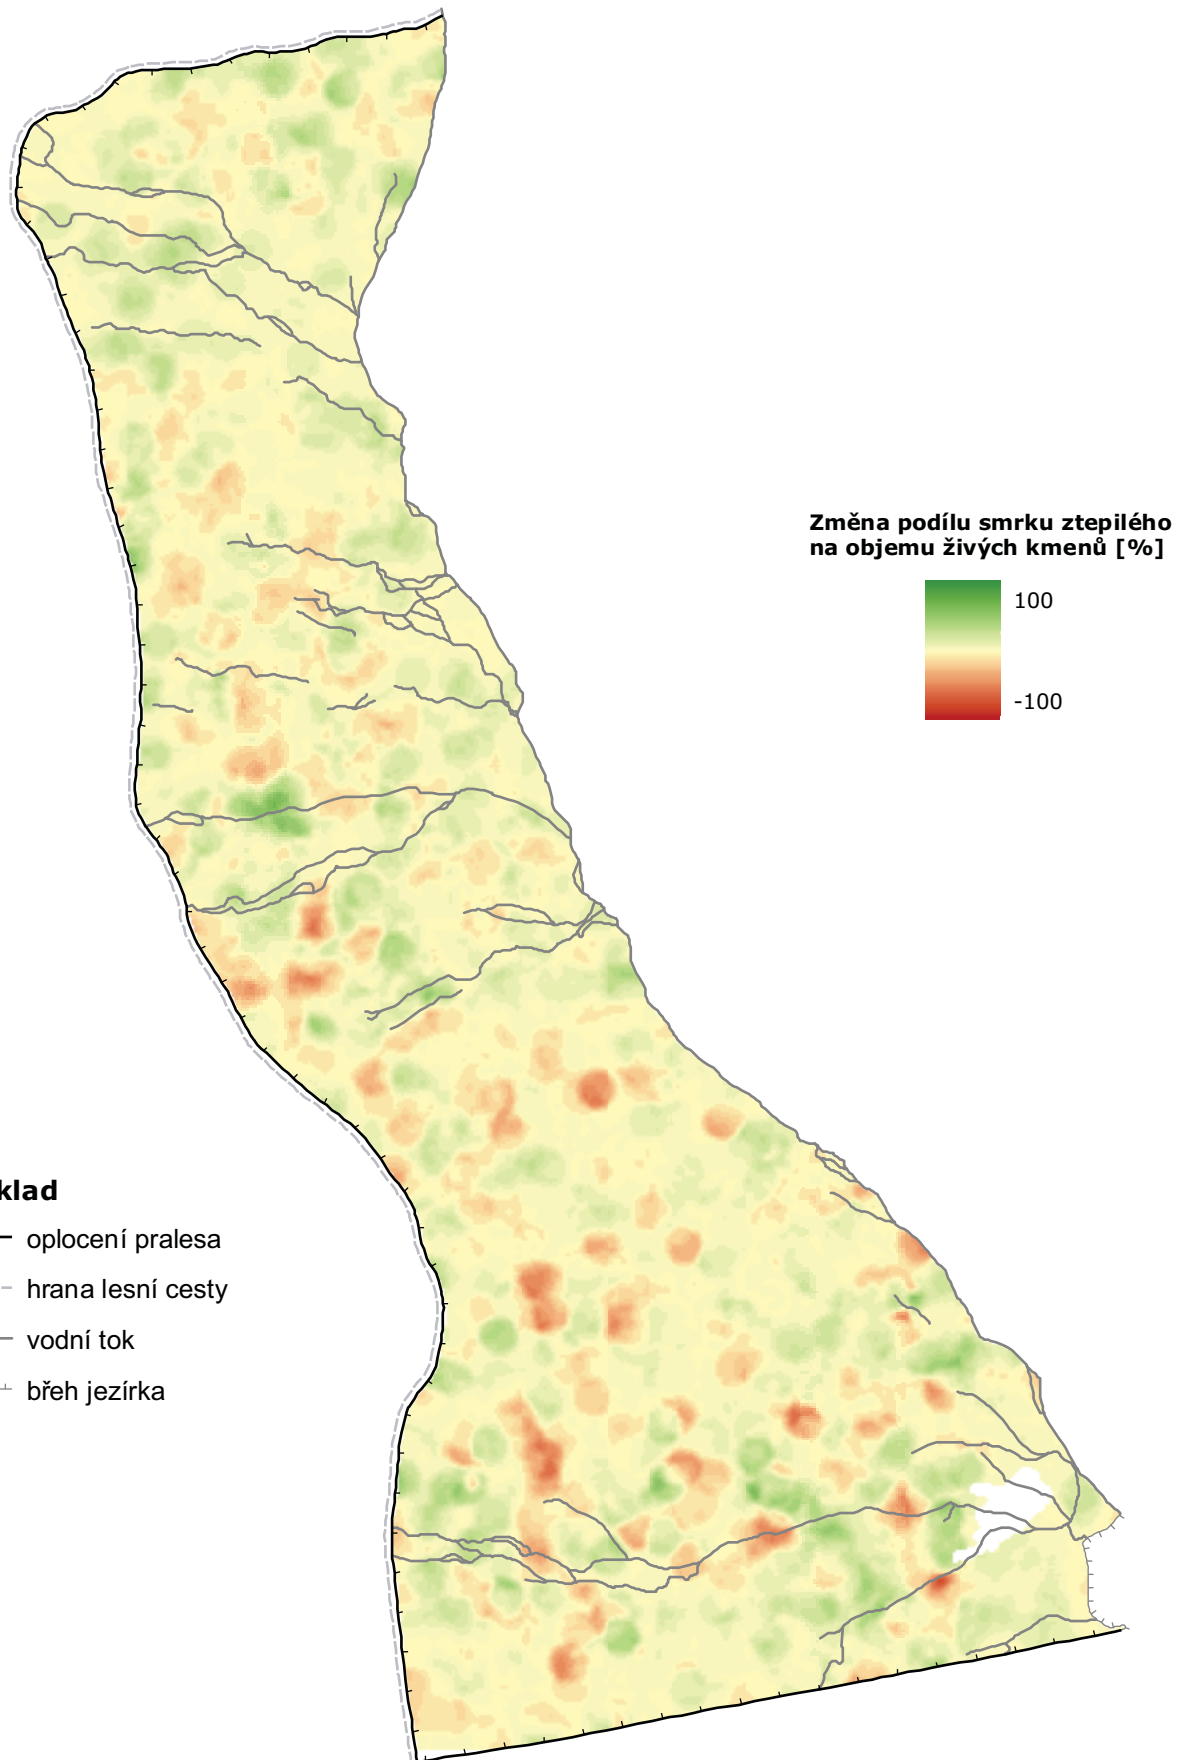 Změna podílu smrku ztepilého
na objemu živých kmenů [%]
100
-100
klad
oplocení pralesa
hrana lesní cesty
vodní tok
břeh jezírka